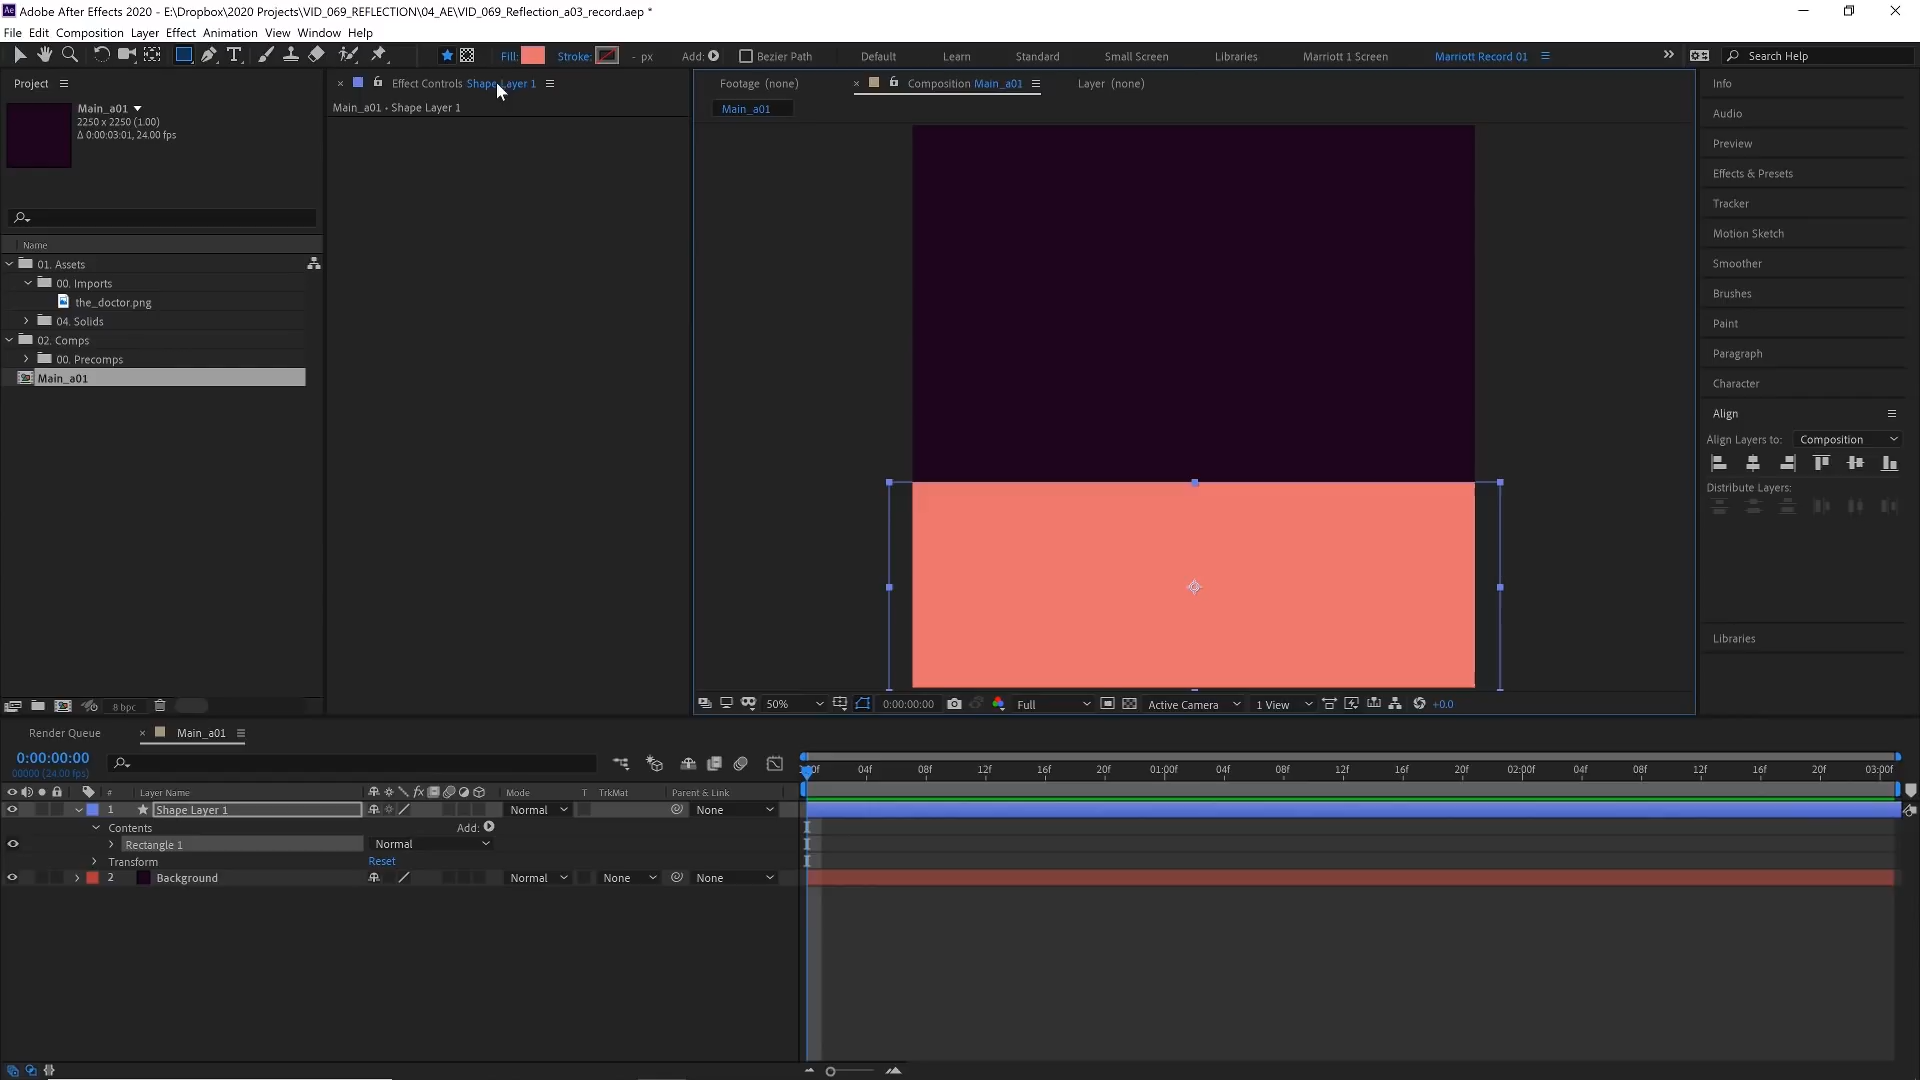 Adobe After Effects 2020 - E:\Dropbox\2020 Projects\VID_069_REFLECTION\04_AE\VID_069_Reflection_a03_record.aep *
File Edit Composition Layer Effect Animation View Window Help
Fill: Stroke: - px Add: Bezier Path Default Learn Standard Small Screen Libraries Marriott 1 Screen Marriott Record 01 Search Help
Project Effect Controls Shape Layer 1 Footage (none) Composition Main_a01 Layer (none) Info
Main_a01 Main_a01 • Shape Layer 1 Main_a01 Audio
2250 x 2250 (1.00)
Δ 0:00:03:01, 24.00 fps
Preview
Effects & Presets
Tracker
Motion Sketch
Name
01. Assets
Smoother
00. Imports
Brushes
the_doctor.png
04. Solids
Paint
02. Comps
Paragraph
00. Precomps
Main_a01
Character
Align
Align Layers to: Composition
Distribute Layers:
Libraries
8 bpc 50% 0:00:00:00 Full Active Camera 1 View +0.0
Render Queue Main_a01
0:00:00:00
00000 (24.00 fps)
04f 08f 12f 16f 20f 01:00f 04f 08f 12f 16f 20f 02:00f 04f 08f 12f 16f 20f 03:00f
# Layer Name fx Mode T TrkMat Parent & Link
1 Shape Layer 1 Normal None
Contents Add:
Rectangle 1 Normal
Transform Reset
2 Background Normal None None